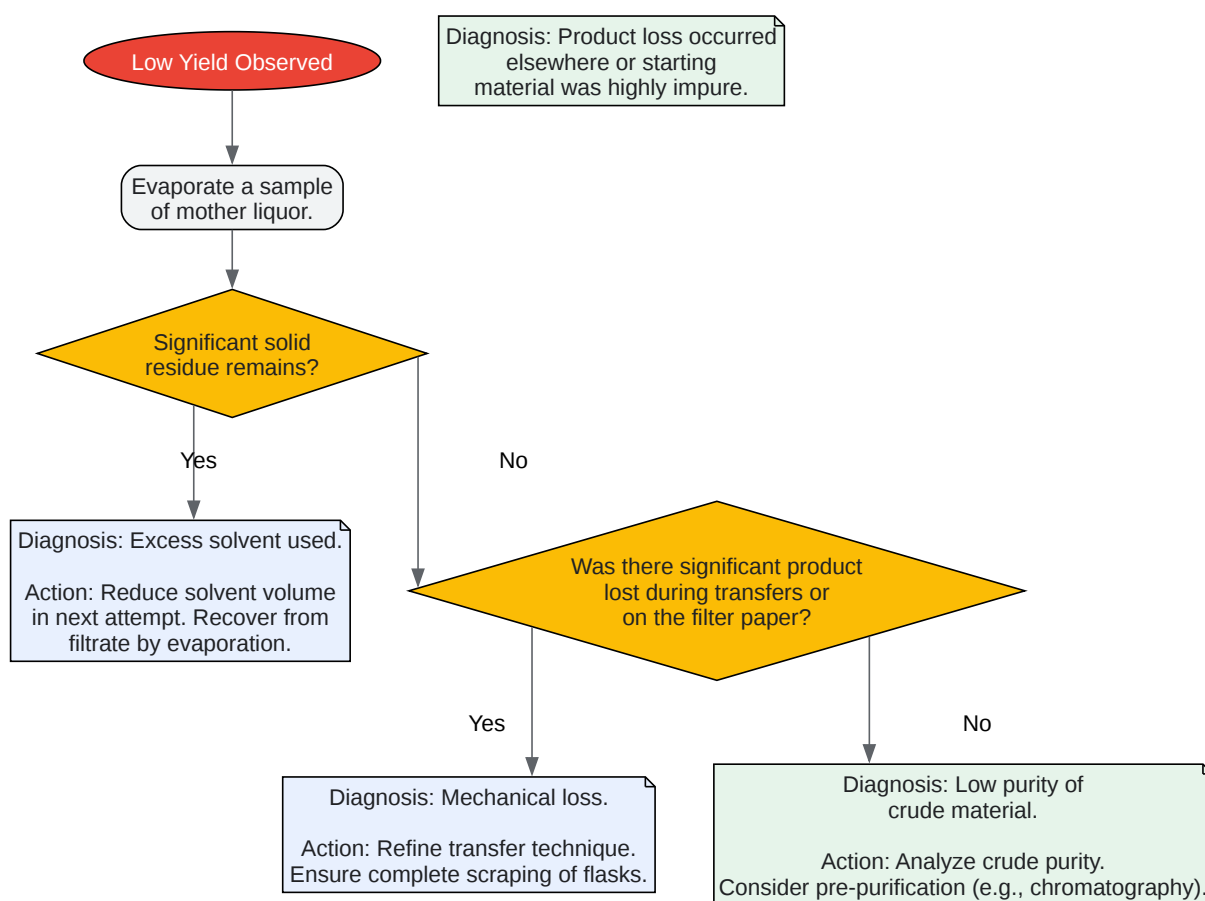 Low Yield Observed
Diagnosis: Product loss occurred
elsewhere or starting
material was highly impure.
Evaporate a sample
of mother liquor.
Significant solid
residue remains?
Yes
No
Diagnosis: Excess solvent used.
Action: Reduce solvent volume
in next attempt. Recover from
filtrate by evaporation.
Was there significant product
lost during transfers or
on the filter paper?
Yes
No
Diagnosis: Mechanical loss.
Action: Refine transfer technique.
Ensure complete scraping of flasks.
Diagnosis: Low purity of
crude material.
Action: Analyze crude purity.
Consider pre-purification (e.g., chromatography).